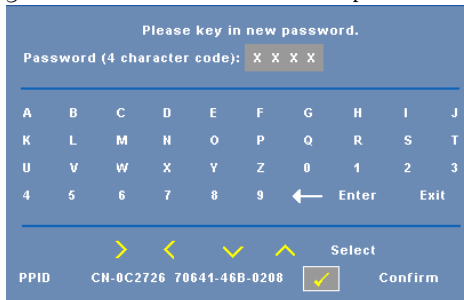 Please key in new password.
Password (4 character code): X X X X
A B C D E F G H I J
K L M N O P Q R S T
U V W X Y Z 0 1 2 3
4 5 6 7 8 9 ← Enter Exit
Select
PPID CN-0C2726 70641-46B-0208 Confirm